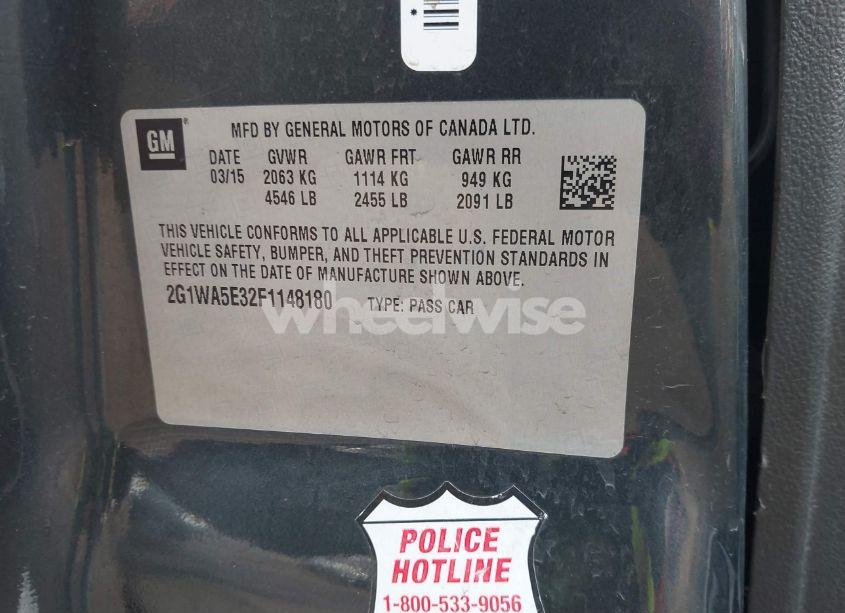 *
GM
MFD BY GENERAL MOTORS OF CANADA LTD.
DATE GVWR GAWR FRT GAWR RR
03/15 2063 KG 1114 KG 949 KG
4546 LB 2455 LB 2091 LB
THIS VEHICLE CONFORMS TO ALL APPLICABLE U.S. FEDERAL MOTOR
VEHICLE SAFETY, BUMPER, AND THEFT PREVENTION STANDARDS IN
EFFECT ON THE DATE OF MANUFACTURE SHOWN ABOVE.
2G1WA5E32F1148180 TYPE: PASS CAR
wheelwise
POLICE
HOTLINE
1-800-533-9056